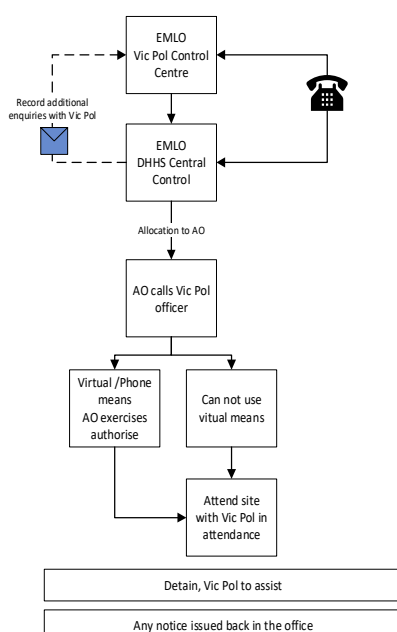 EMLO
Vic Pol Control
Centre
Record additional
enquiries with Vic Pol
EMLO
DHHS Central
Control
Allocation to AO
AO calls Vic Pol
officer
Virtual /Phone
means
AO exercises
authorise
Can not use
vitual means
Attend site
with Vic Pol in
attendance
Detain, Vic Pol to assist
Any notice issued back in the office